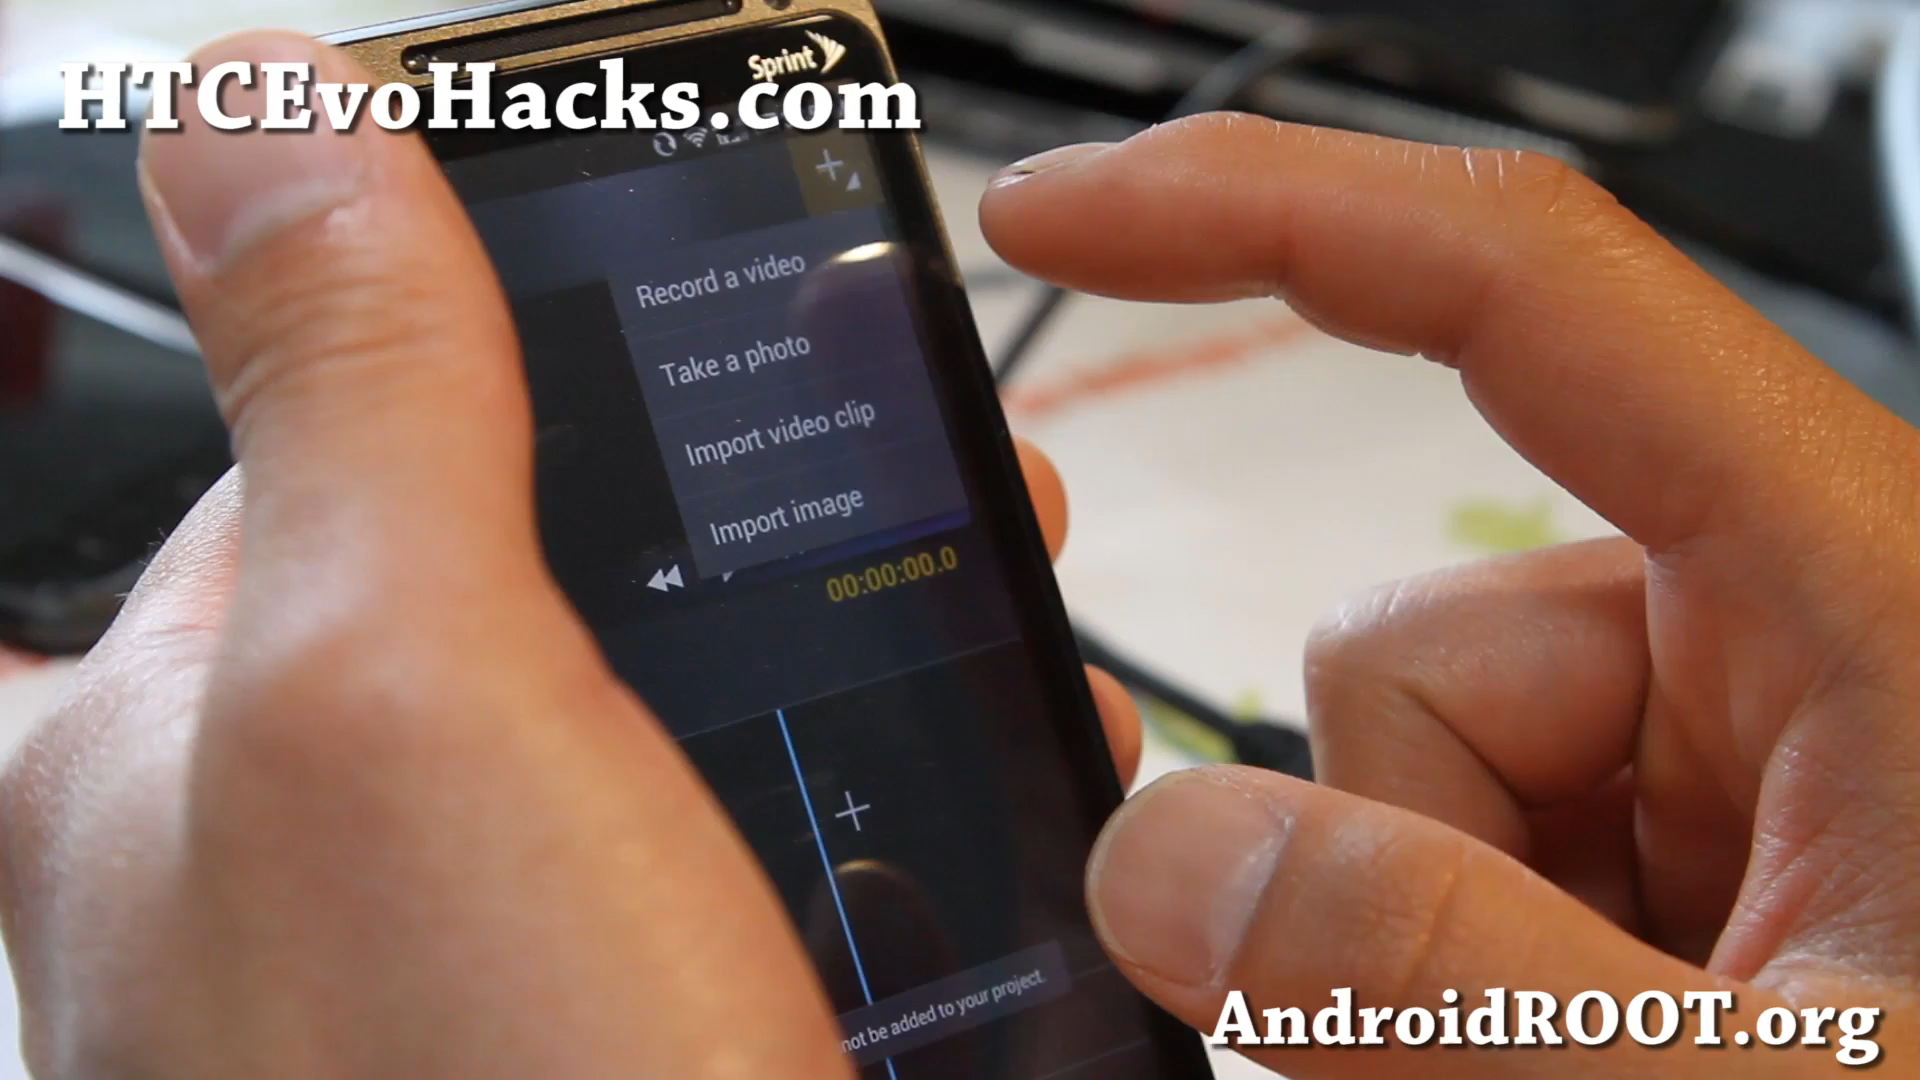 Sprint
HTCEvoHacks.com
Record a video
Take a photo
Import video clip
Import image
00:00:00.0
not be added to your project.
AndroidROOT.org